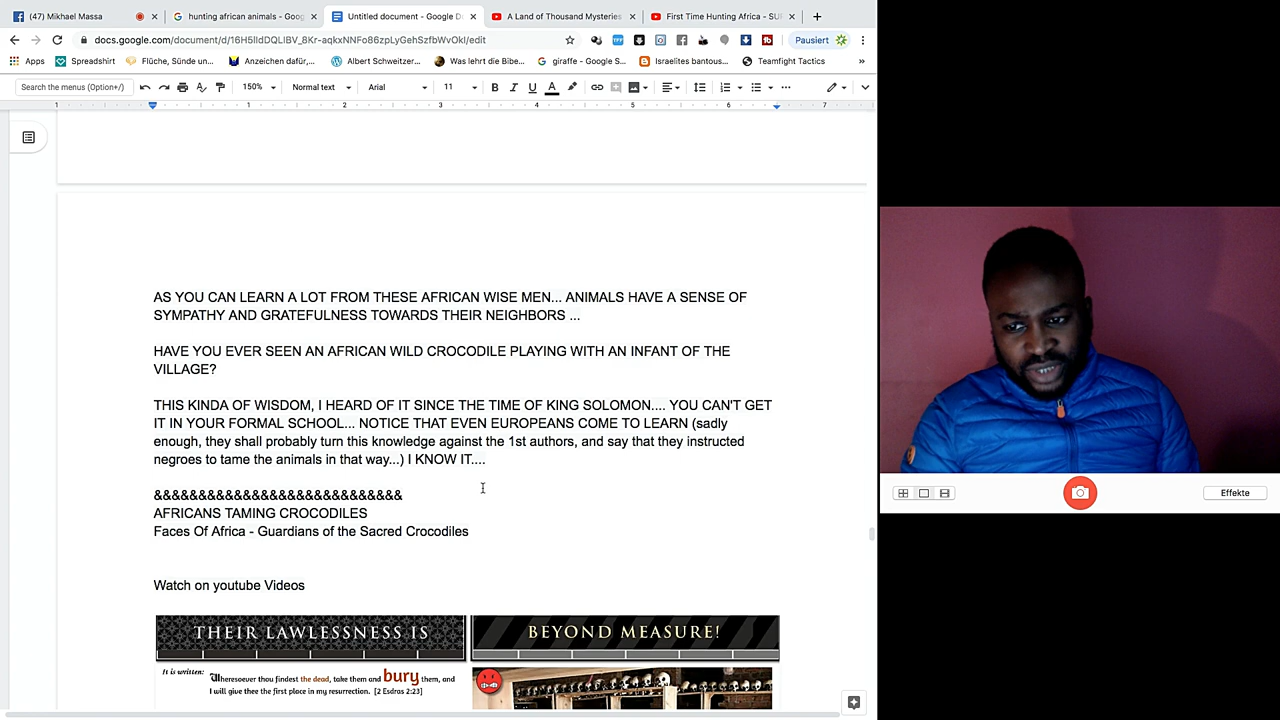 (47) Mikhael Massa
hunting african animals - Goog
Untitled document - Google D
A Land of Thousand Mysteries
First Time Hunting Africa - SU
docs.google.com/document/d/16H5lIdDQLIBV_8Kr-aqkxNNFo86zpLyGehSzfbWvOkI/edit
Pausiert
Apps
Spreadshirt
Flüche, Sünde un...
Anzeichen dafür,...
Albert Schweitzer...
Was lehrt die Bibe...
giraffe - Google S...
Israelites bantous...
Teamfight Tactics
»
Search the menus (Option+/)
150%
Normal text
Arial
11
B I U A
1 1 2 3 4 5 6 7
AS YOU CAN LEARN A LOT FROM THESE AFRICAN WISE MEN... ANIMALS HAVE A SENSE OF
SYMPATHY AND GRATEFULNESS TOWARDS THEIR NEIGHBORS ...
HAVE YOU EVER SEEN AN AFRICAN WILD CROCODILE PLAYING WITH AN INFANT OF THE
VILLAGE?
THIS KINDA OF WISDOM, I HEARD OF IT SINCE THE TIME OF KING SOLOMON.... YOU CAN'T GET
IT IN YOUR FORMAL SCHOOL... NOTICE THAT EVEN EUROPEANS COME TO LEARN (sadly
enough, they shall probably turn this knowledge against the 1st authors, and say that they instructed
negroes to tame the animals in that way...) I KNOW IT....
&&&&&&&&&&&&&&&&&&&&&&&&&&&&
AFRICANS TAMING CROCODILES
Faces Of Africa - Guardians of the Sacred Crocodiles
Watch on youtube Videos
THEIR LAWLESSNESS IS
BEYOND MEASURE!
It is written:
Wheresoever thou findest the dead, take them and bury them, and
I will give thee the first place in my resurrection. [2 Esdras 2:23]
Effekte